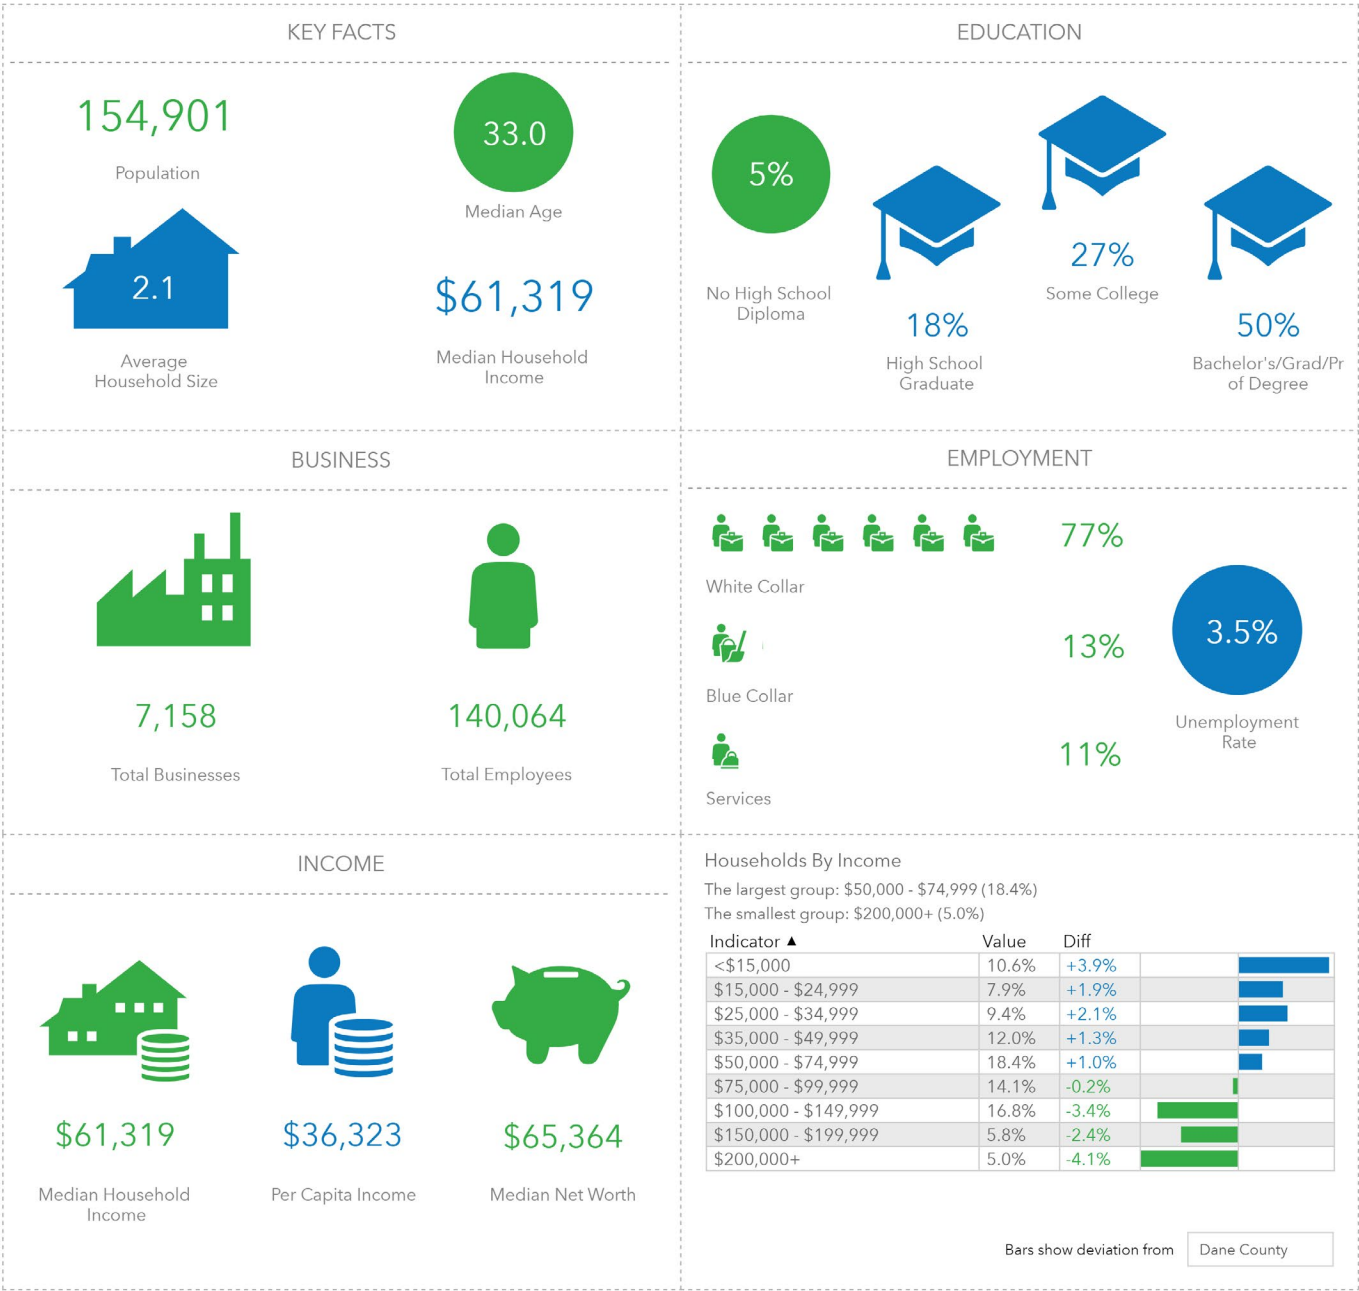 KEY FACTS
154,901
Population
33.0
Median Age
2.1
Average
Household Size
$61,319
Median Household
Income
EDUCATION
5%
No High School
Diploma
18%
High School
Graduate
27%
Some College
50%
Bachelor's/Grad/Pr
of Degree
BUSINESS
7,158
Total Businesses
140,064
Total Employees
EMPLOYMENT
77%
White Collar
13%
Blue Collar
11%
Services
3.5%
Unemployment
Rate
INCOME
$61,319
Median Household
Income
$36,323
Per Capita Income
$65,364
Median Net Worth
Households By Income
The largest group: $50,000 - $74,999 (18.4%)
The smallest group: $200,000+ (5.0%)
Indicator ▲ Value Diff
<$15,000 10.6% +3.9%
$15,000 - $24,999 7.9% +1.9%
$25,000 - $34,999 9.4% +2.1%
$35,000 - $49,999 12.0% +1.3%
$50,000 - $74,999 18.4% +1.0%
$75,000 - $99,999 14.1% -0.2%
$100,000 - $149,999 16.8% -3.4%
$150,000 - $199,999 5.8% -2.4%
$200,000+ 5.0% -4.1%
Bars show deviation from Dane County